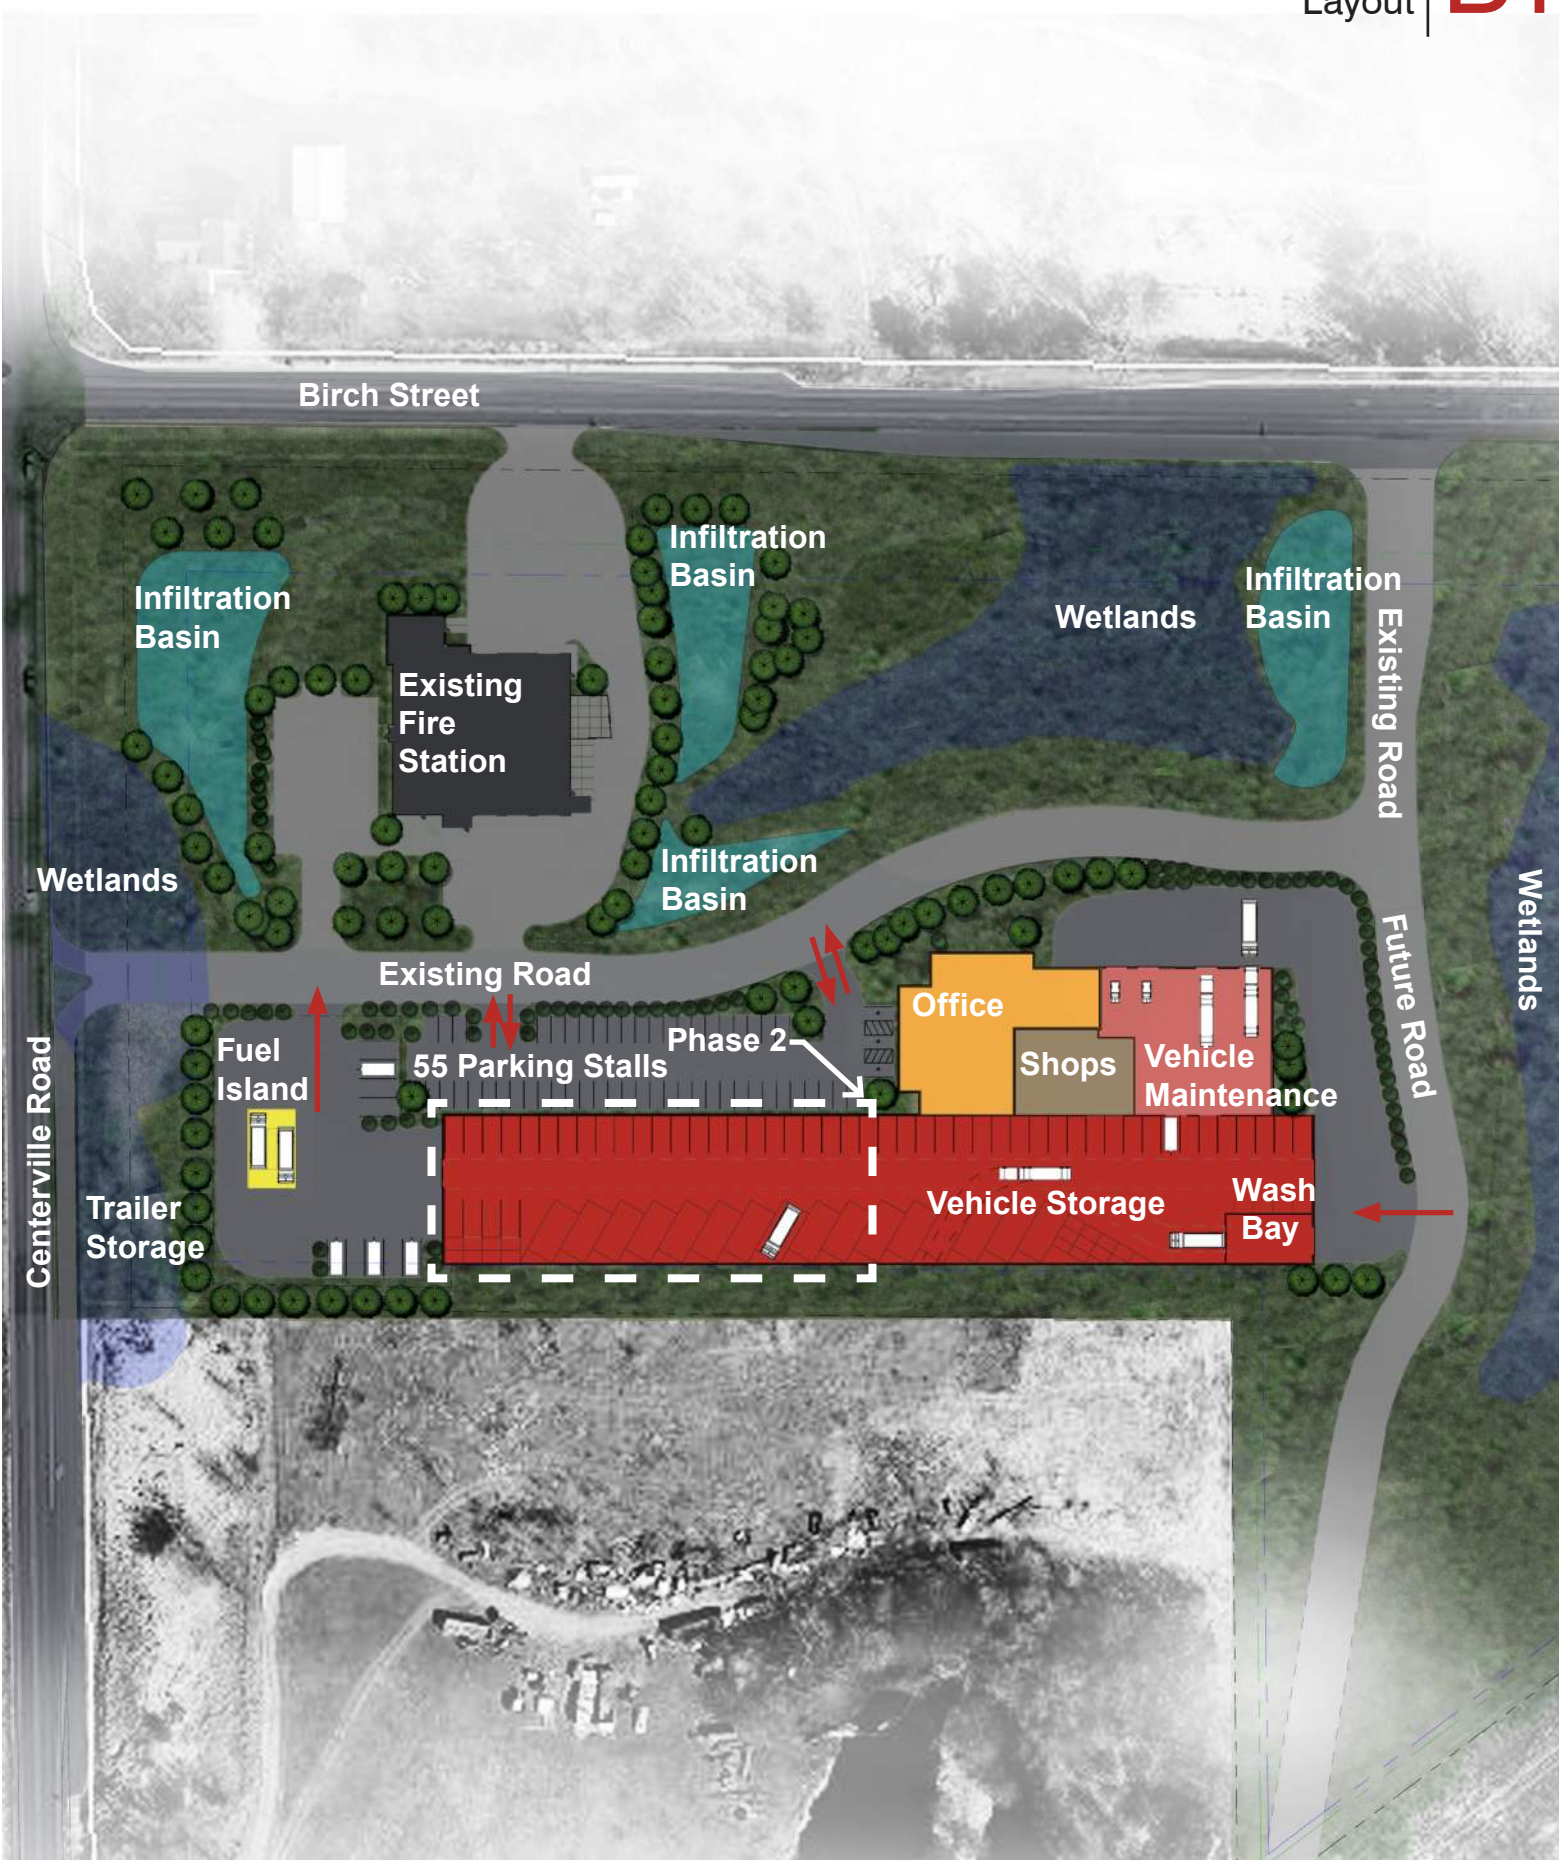 Layout
Birch Street
Infiltration
Basin
Infiltration
Basin
Infiltration
Basin
Wetlands
Existing Road
Existing
Fire
Station
Infiltration
Basin
Wetlands
Wetlands
Existing Road
Future Road
Office
Phase 2
Fuel
Island
55 Parking Stalls
Shops
Vehicle
Maintenance
Centerville Road
Trailer
Storage
Vehicle Storage
Wash
Bay